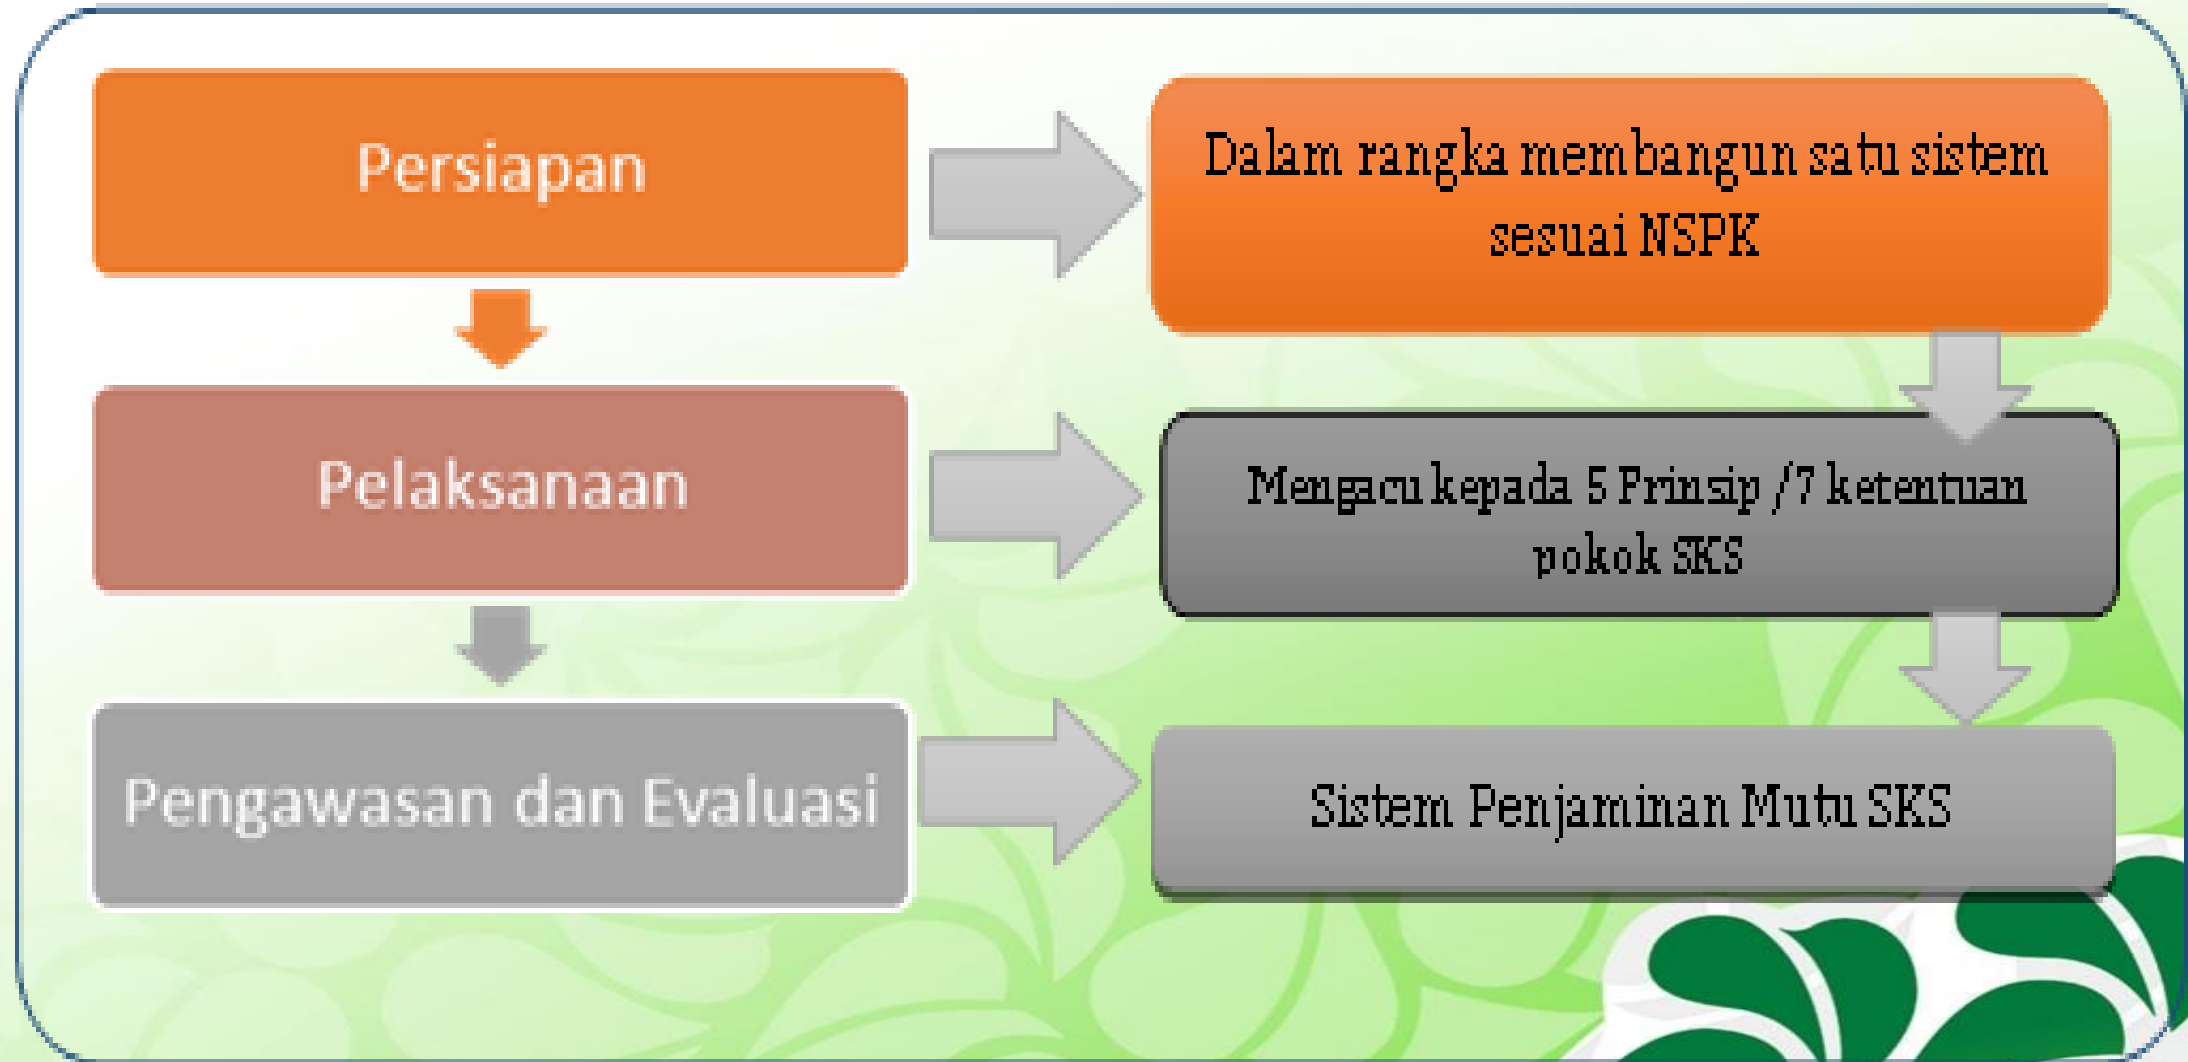 Persiapan
Dalam rangka membangun satu sistem
sesuai NSPK
Pelaksanaan
Mengacu kepada 5 Prinsip /7 ketentuan
pokok SKS
Pengawasan dan Evaluasi
Sistem Penjaminan Mutu SKS